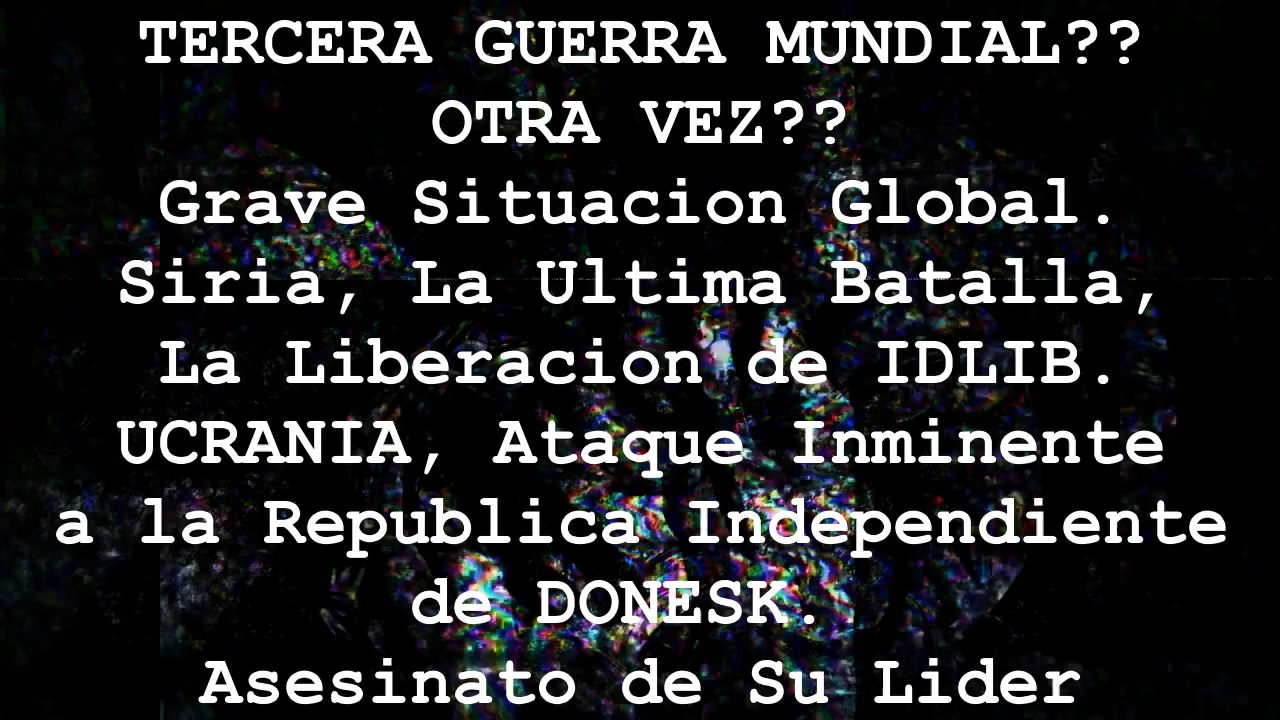 TERCERA GUERRA MUNDIAL??
OTRA VEZ??
Grave Situacion Global.
Siria, La Ultima Batalla,
La Liberacion de IDLIB.
UCRANIA, Ataque Inminente
a la Republica Independiente
de DONESK.
Asesinato de Su Lider